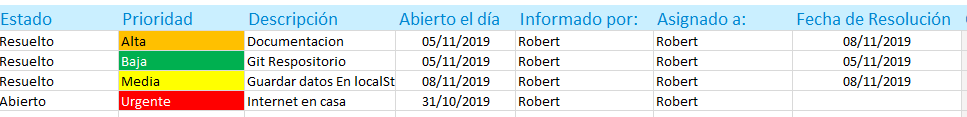 Estado Prioridad Descripción Abierto el día Informado por: Asignado a: Fecha de Resolución
Resuelto Alta Documentacion 05/11/2019 Robert Robert 08/11/2019
Resuelto Baja Git Respositorio 05/11/2019 Robert Robert 05/11/2019
Resuelto Media Guardar datos En localSt 08/11/2019 Robert Robert 08/11/2019
Abierto Urgente Internet en casa 31/10/2019 Robert Robert